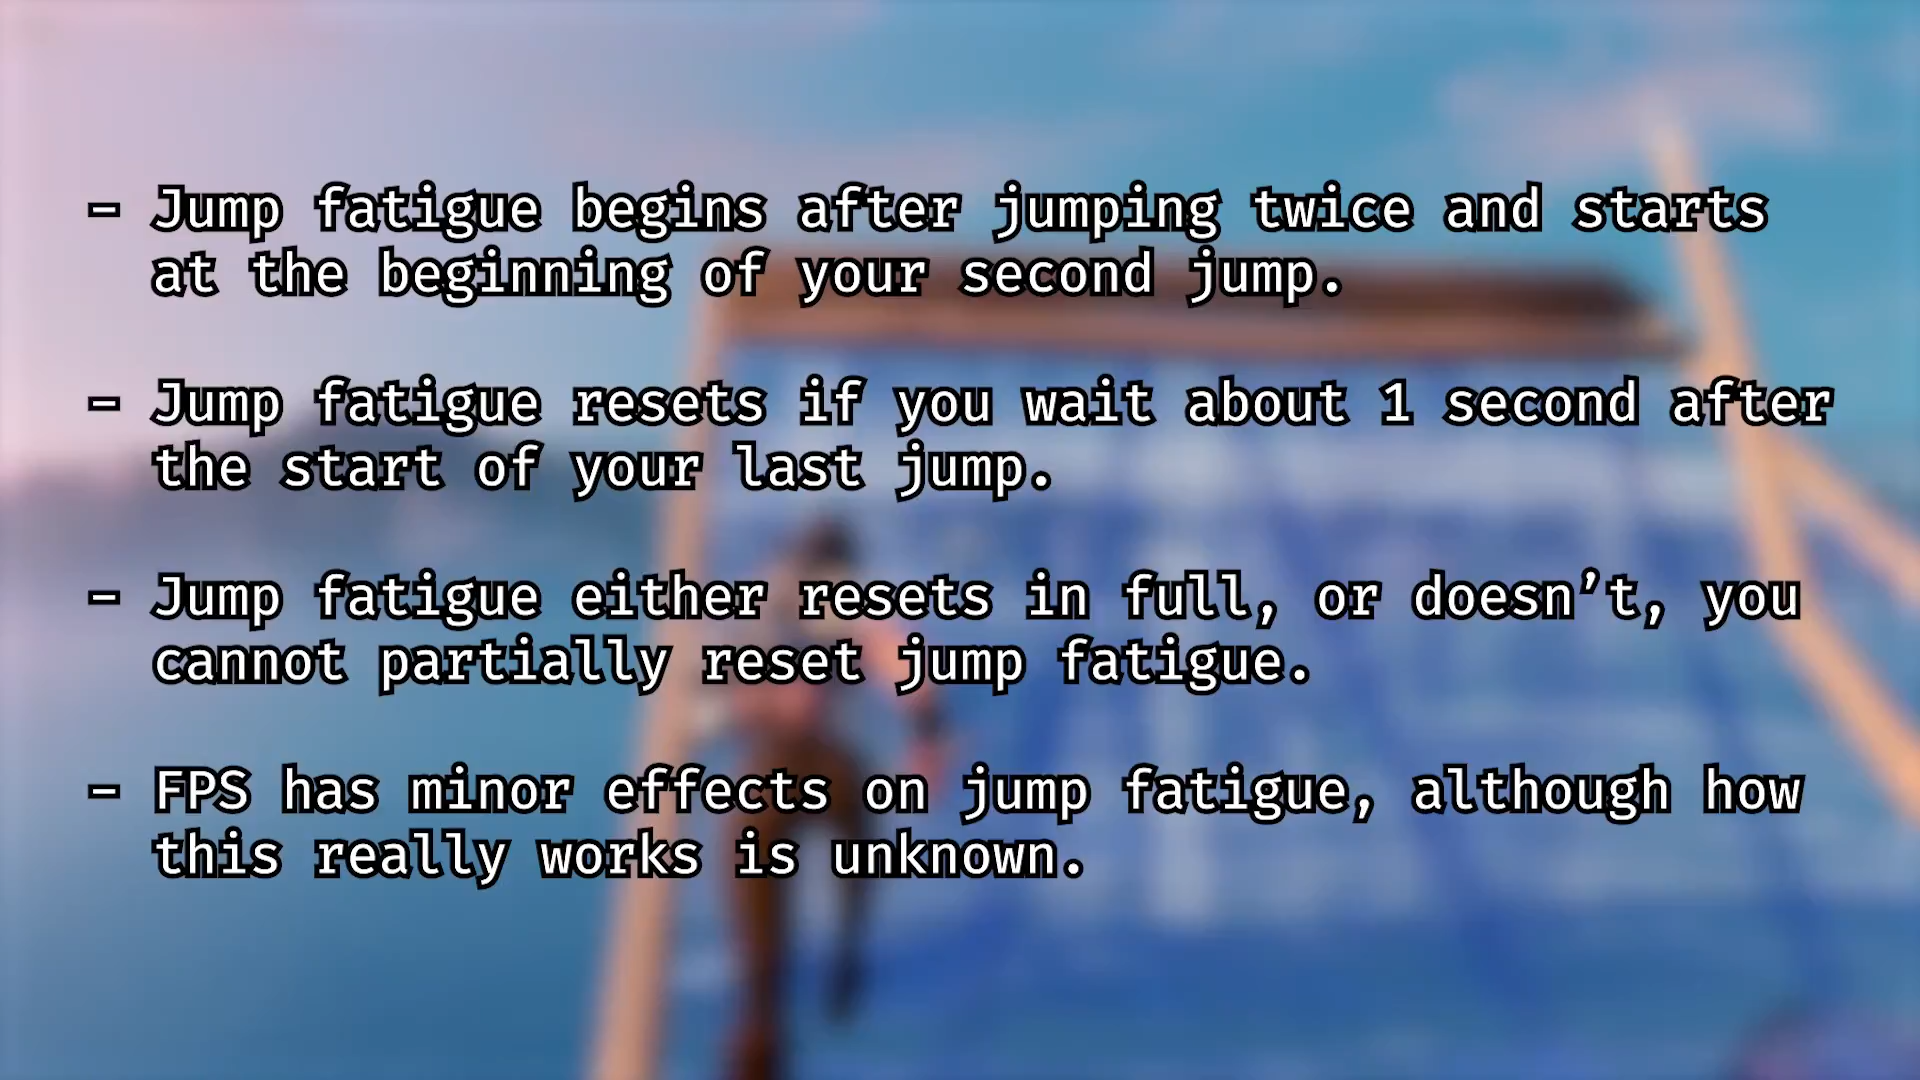 - Jump fatigue begins after jumping twice and starts
at the beginning of your second jump.
- Jump fatigue resets if you wait about 1 second after
the start of your last jump.
- Jump fatigue either resets in full, or doesn’t, you
cannot partially reset jump fatigue.
- FPS has minor effects on jump fatigue, although how
this really works is unknown.